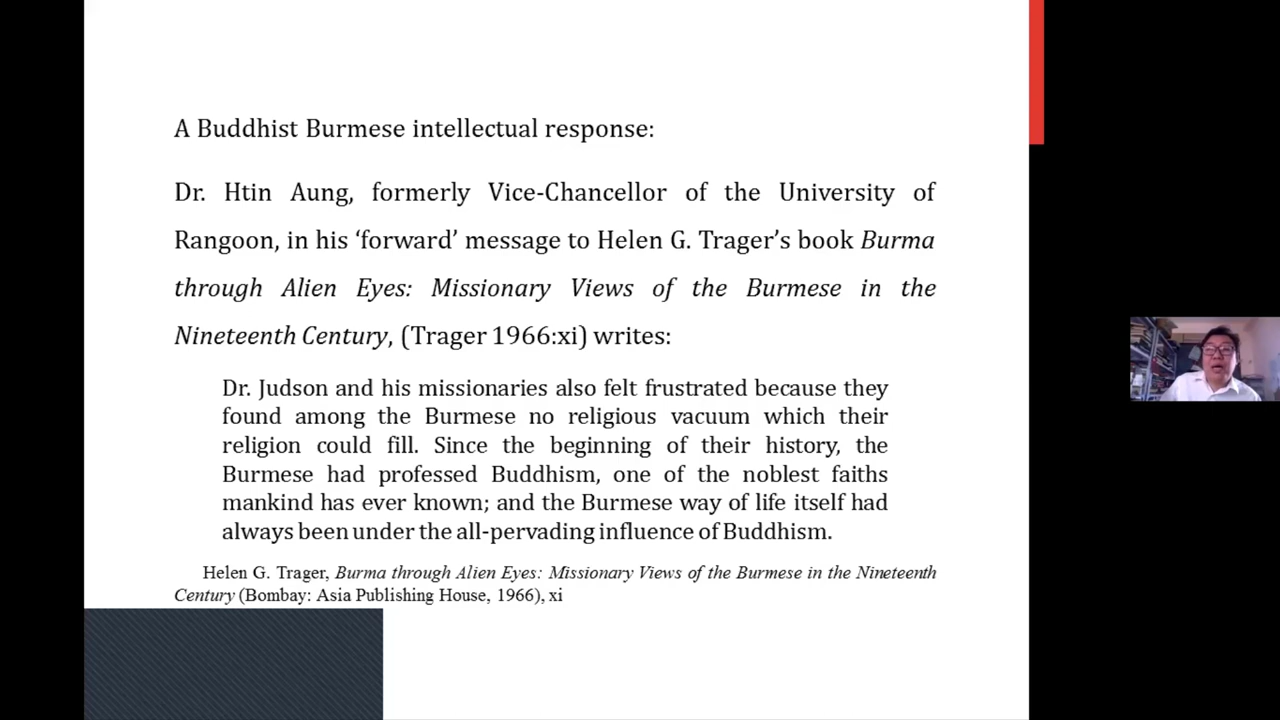 A Buddhist Burmese intellectual response:
Dr. Htin Aung, formerly Vice-Chancellor of the University of
Rangoon, in his ‘forward’ message to Helen G. Trager’s book Burma
through Alien Eyes: Missionary Views of the Burmese in the
Nineteenth Century, (Trager 1966:xi) writes:
Dr. Judson and his missionaries also felt frustrated because they
found among the Burmese no religious vacuum which their
religion could fill. Since the beginning of their history, the
Burmese had professed Buddhism, one of the noblest faiths
mankind has ever known; and the Burmese way of life itself had
always been under the all-pervading influence of Buddhism.
Helen G. Trager, Burma through Alien Eyes: Missionary Views of the Burmese in the Nineteenth
Century (Bombay: Asia Publishing House, 1966), xi